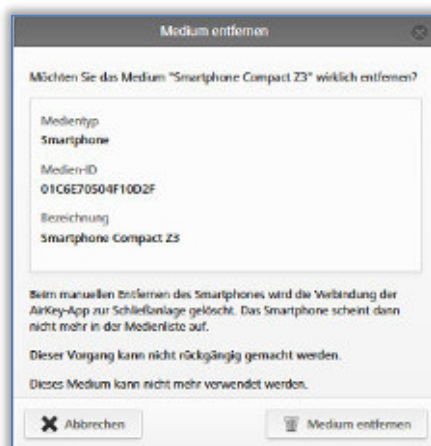 Medium entfernen
Möchten Sie das Medium "Smartphone Compact Z3" wirklich entfernen?
Medientyp
Smartphone
Medien-ID
01C6E70504F10D2F
Bezeichnung
Smartphone Compact Z3
Beim manuellen Entfernen des Smartphones wird die Verbindung der
AirKey-App zur Schließanlage gelöscht. Das Smartphone scheint dann
nicht mehr in der Medienliste auf.
Dieser Vorgang kann nicht rückgängig gemacht werden.
Dieses Medium kann nicht mehr verwendet werden.
Abbrechen
Medium entfernen